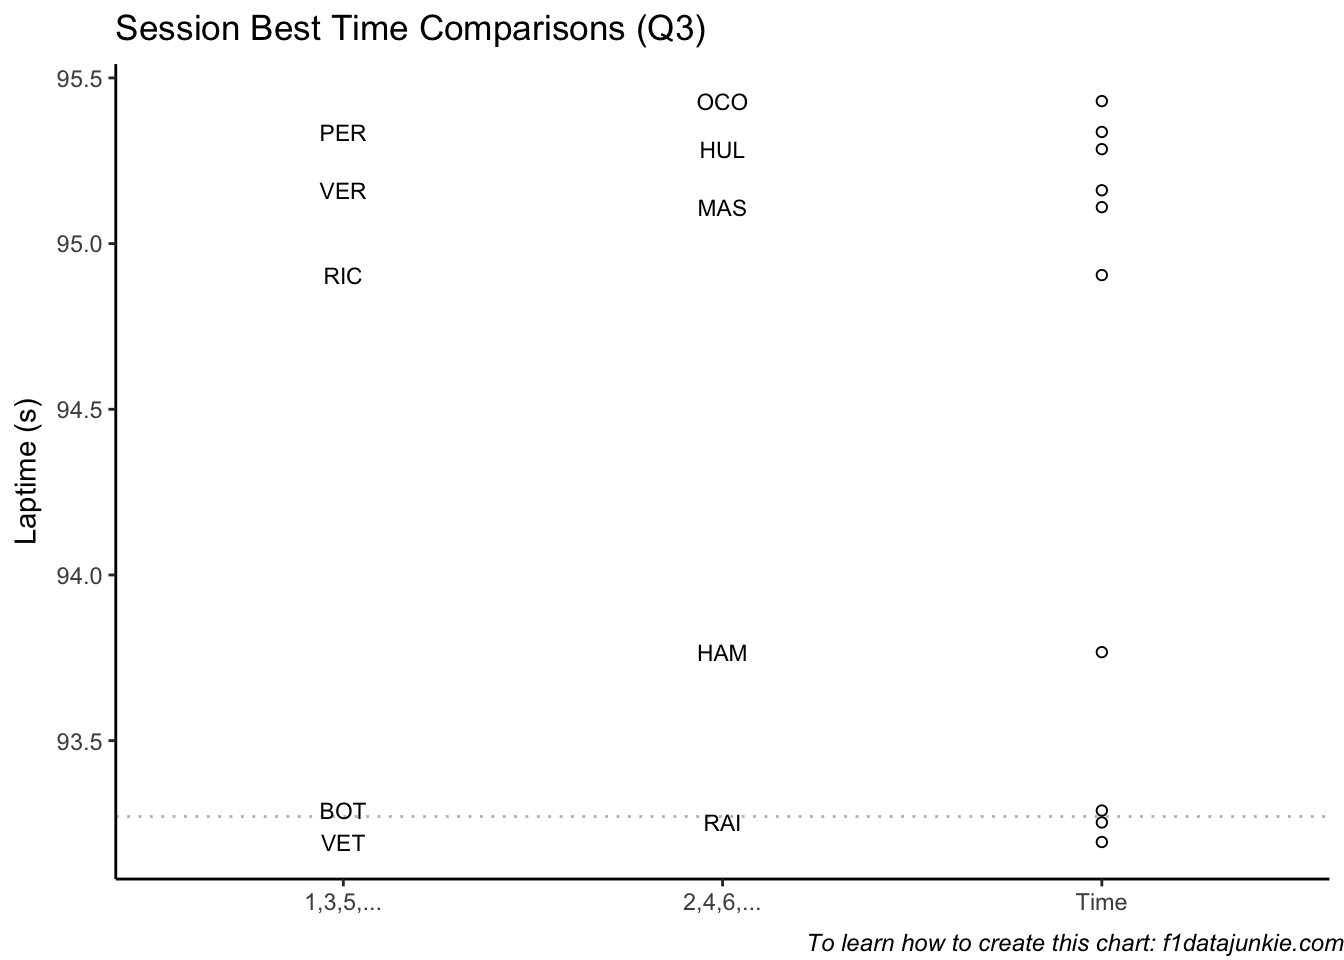 Session Best Time Comparisons (Q3)
95.5
OCO
PER
HUL
VER
MAS
95.0
RIC
94.5
Laptime (s)
94.0
HAM
93.5
BOT
RAI
VET
1,3,5,... 2,4,6,... Time
To learn how to create this chart: f1datajunkie.com